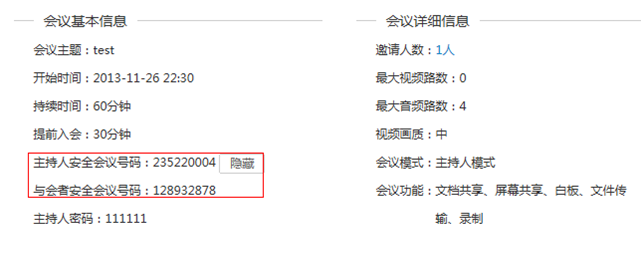 会议基本信息
会议主题：test
开始时间：2013-11-26 22:30
持续时间：60分钟
提前入会：30分钟
主持人安全会议号码：235220004 隐藏
与会者安全会议号码：128932878
主持人密码：111111
会议详细信息
邀请人数：1人
最大视频路数：0
最大音频路数：4
视频画质：中
会议模式：主持人模式
会议功能：文档共享、屏幕共享、白板、文件传
输、录制